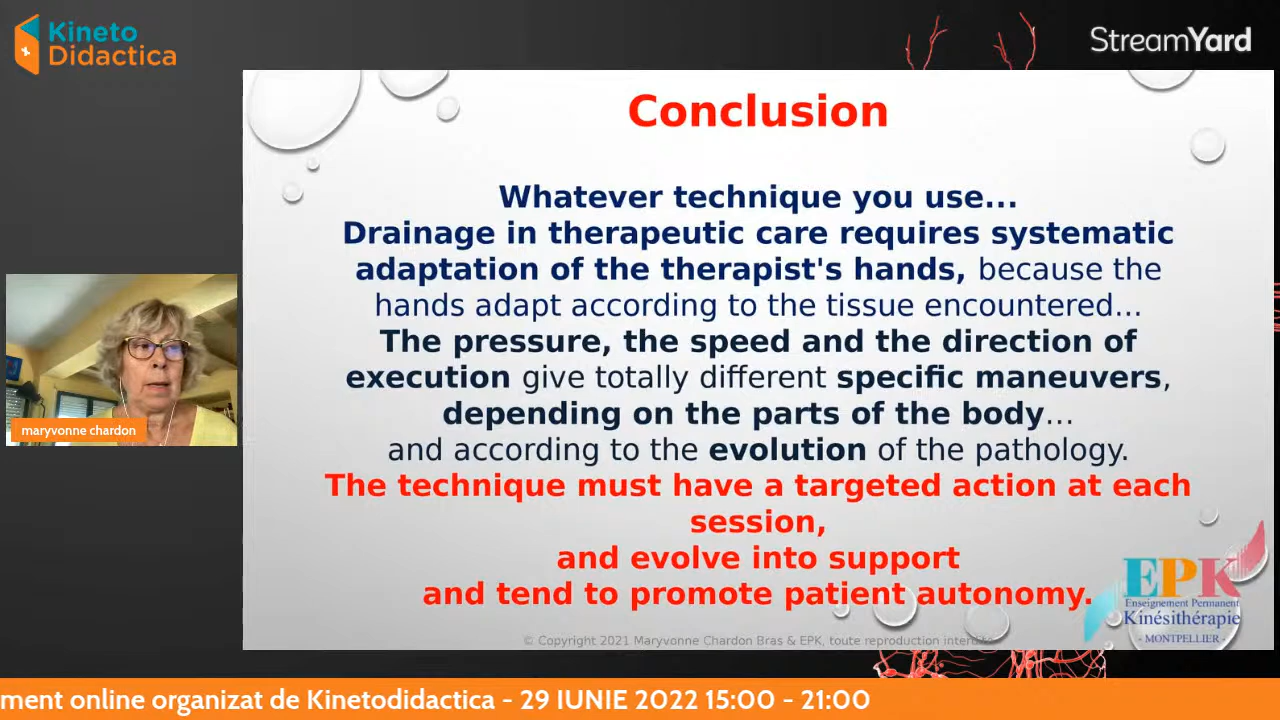 Kineto
Didactica
StreamYard
Conclusion
Whatever technique you use...
Drainage in therapeutic care requires systematic
adaptation of the therapist's hands, because the
hands adapt according to the tissue encountered...
The pressure, the speed and the direction of
execution give totally different specific maneuvers,
depending on the parts of the body...
and according to the evolution of the pathology.
The technique must have a targeted action at each
session,
and evolve into support
and tend to promote patient autonomy.
maryvonne chardon
EPK
Enseignement Permanent
Kinésithérapie
- MONTPELLIER -
© Copyright 2021 Maryvonne Chardon Bras & EPK, toute reproduction interdite
ment online organizat de Kinetodidactica - 29 IUNIE 2022 15:00 - 21:00